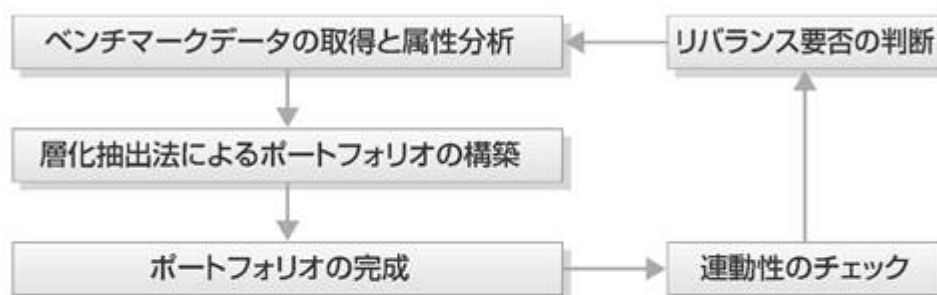 ベンチマークデータの取得と属性分析
リバランス要否の判断
層化抽出法によるポートフォリオの構築
ポートフォリオの完成
連動性のチェック